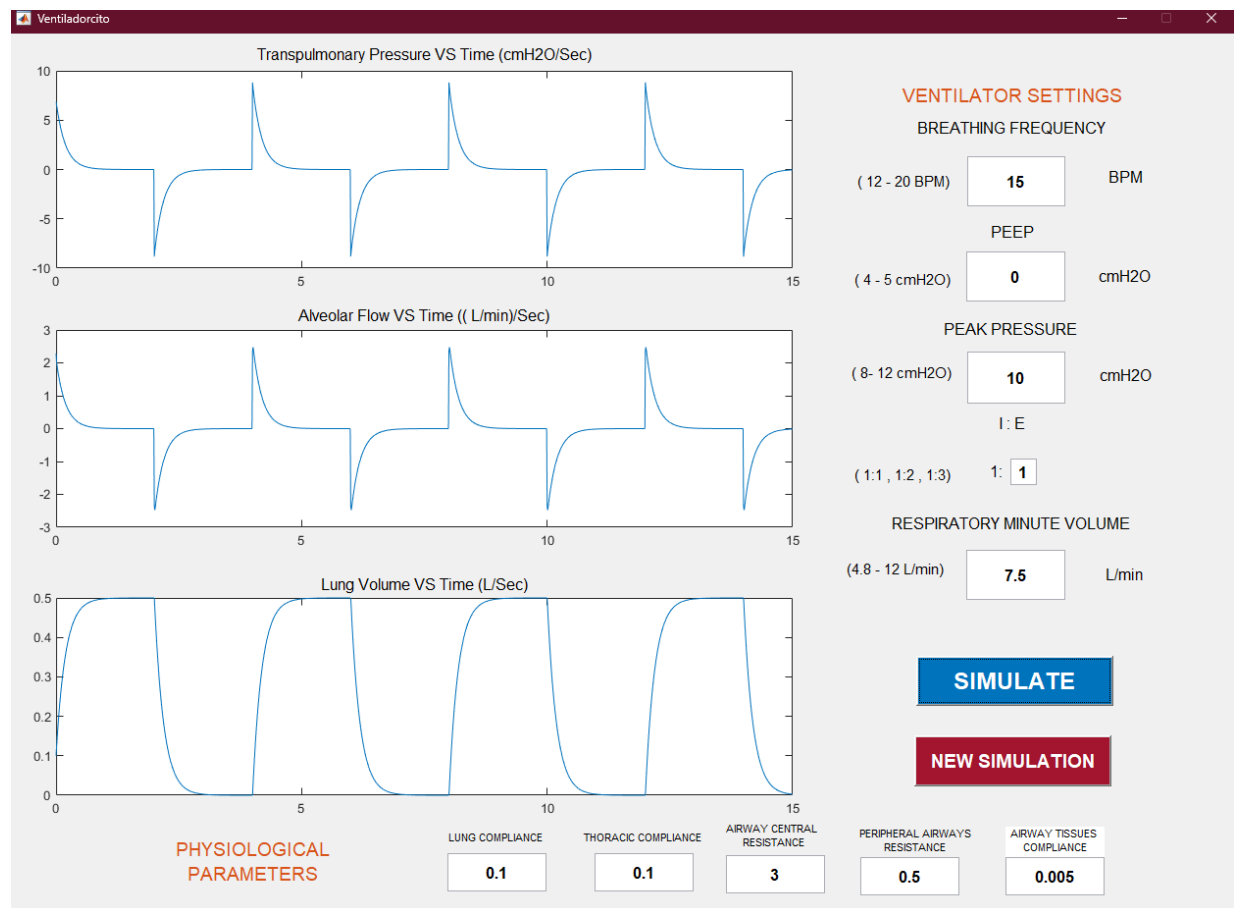 Ventiladorcito
Transpulmonary Pressure VS Time (cmH2O/Sec)
10
5
0
-5
-10
0
5
10
15
Alveolar Flow VS Time (( L/min)/Sec)
3
2
1
0
-1
-2
-3
0
5
10
15
Lung Volume VS Time (L/Sec)
0.5
0.4
0.3
0.2
0.1
0
0
5
10
15
VENTILATOR SETTINGS
BREATHING FREQUENCY
( 12 - 20 BPM) 15 BPM
PEEP
( 4 - 5 cmH2O) 0 cmH2O
PEAK PRESSURE
( 8- 12 cmH2O) 10 cmH2O
I : E
( 1:1 , 1:2 , 1:3) 1: 1
RESPIRATORY MINUTE VOLUME
(4.8 - 12 L/min) 7.5 L/min
SIMULATE
NEW SIMULATION
PHYSIOLOGICAL
PARAMETERS
LUNG COMPLIANCE
0.1
THORACIC COMPLIANCE
0.1
AIRWAY CENTRAL
RESISTANCE
3
PERIPHERAL AIRWAYS
RESISTANCE
0.5
AIRWAY TISSUES
COMPLIANCE
0.005